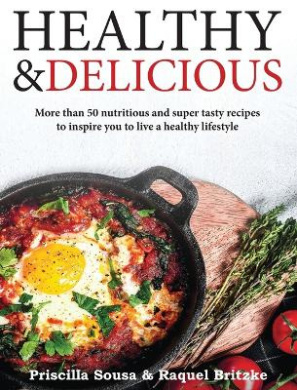 HEALTHY
&DELICIOUS
More than 50 nutritious and super tasty recipes
to inspire you to live a healthy lifestyle
Priscilla Sousa & Raquel Britzke